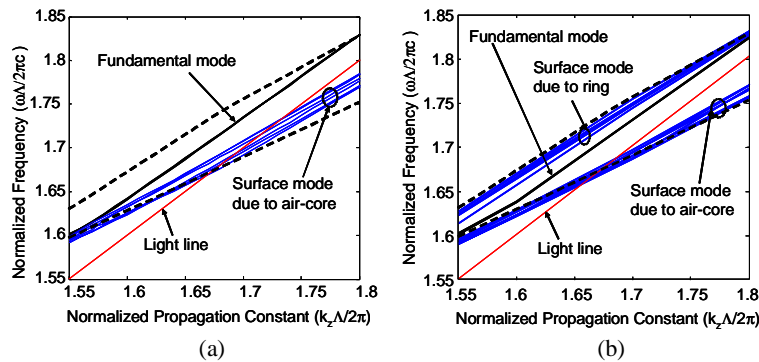 1.85
1.8
1.75
1.7
1.65
1.6
1.55
1.55
1.6
1.65
1.7
1.75
1.8
Normalized Frequency (ωΛ/2πc)
Normalized Propagation Constant (k_zΛ/2π)
Fundamental mode
Surface mode
due to air-core
Light line
(a)
1.85
1.8
1.75
1.7
1.65
1.6
1.55
1.55
1.6
1.65
1.7
1.75
1.8
Normalized Frequency (ωΛ/2πc)
Normalized Propagation Constant (k_zΛ/2π)
Fundamental mode
Surface mode
due to ring
Surface mode
due to air-core
Light line
(b)